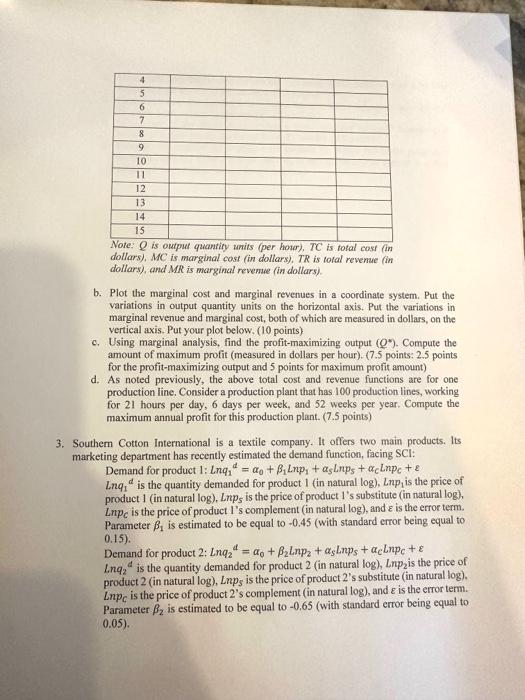 4
5
6
7
8
9
10
11
12
13
14
15
Note: Q is output quantity units (per hour), TC is total cost (in
dollars), MC is marginal cost (in dollars), TR is total revenue (in
dollars), and MR is marginal revenue (in dollars).
b. Plot the marginal cost and marginal revenues in a coordinate system. Put the
variations in output quantity units on the horizontal axis. Put the variations in
marginal revenue and marginal cost, both of which are measured in dollars, on the
vertical axis. Put your plot below. (10 points)
c. Using marginal analysis, find the profit-maximizing output (Q*). Compute the
amount of maximum profit (measured in dollars per hour). (7.5 points: 2.5 points
for the profit-maximizing output and 5 points for maximum profit amount)
d. As noted previously, the above total cost and revenue functions are for one
production line. Consider a production plant that has 100 production lines, working
for 21 hours per day, 6 days per week, and 52 weeks per year. Compute the
maximum annual profit for this production plant. (7.5 points)
3. Southern Cotton International is a textile company. It offers two main products. Its
marketing department has recently estimated the demand function, facing SCI:
Demand for product 1: Lnq₁ᵈ = α₀ + β₁Lnp₁ + αₛLnpₛ + α_cLnp_c + ε
Lnq₁ᵈ is the quantity demanded for product 1 (in natural log), Lnp₁ is the price of
product 1 (in natural log), Lnpₛ is the price of product 1's substitute (in natural log),
Lnp_c is the price of product 1's complement (in natural log), and ε is the error term.
Parameter β₁ is estimated to be equal to -0.45 (with standard error being equal to
0.15).
Demand for product 2: Lnq₂ᵈ = α₀ + β₂Lnp₂ + αₛLnpₛ + α_cLnp_c + ε
Lnq₂ᵈ is the quantity demanded for product 2 (in natural log), Lnp₂is the price of
product 2 (in natural log), Lnpₛ is the price of product 2's substitute (in natural log),
Lnp_c is the price of product 2's complement (in natural log), and ε is the error term.
Parameter β₂ is estimated to be equal to -0.65 (with standard error being equal to
0.05).